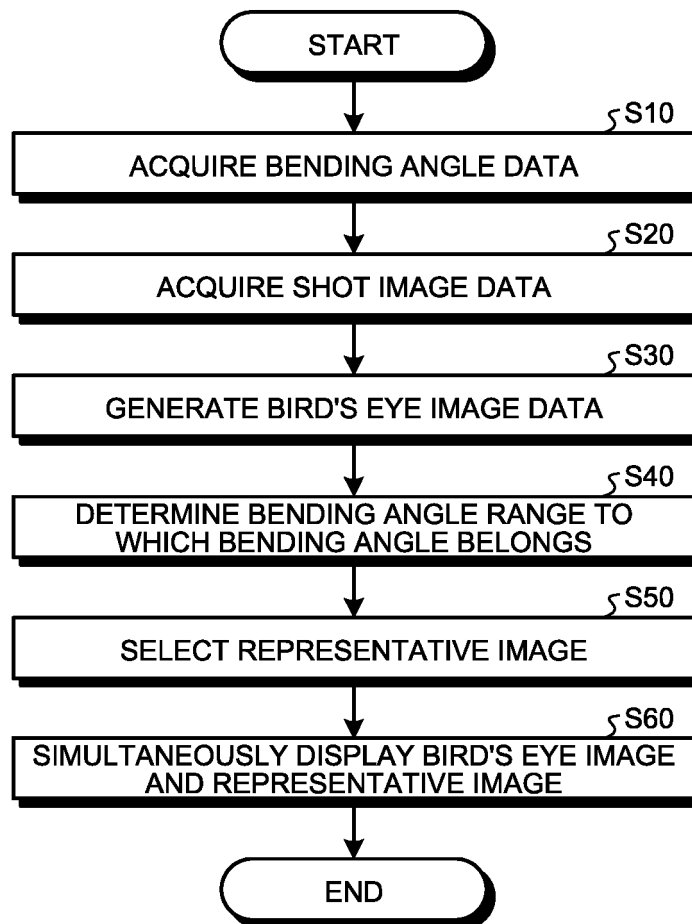 START
S10
ACQUIRE BENDING ANGLE DATA
S20
ACQUIRE SHOT IMAGE DATA
S30
GENERATE BIRD'S EYE IMAGE DATA
S40
DETERMINE BENDING ANGLE RANGE TO
WHICH BENDING ANGLE BELONGS
S50
SELECT REPRESENTATIVE IMAGE
S60
SIMULTANEOUSLY DISPLAY BIRD'S EYE IMAGE
AND REPRESENTATIVE IMAGE
END